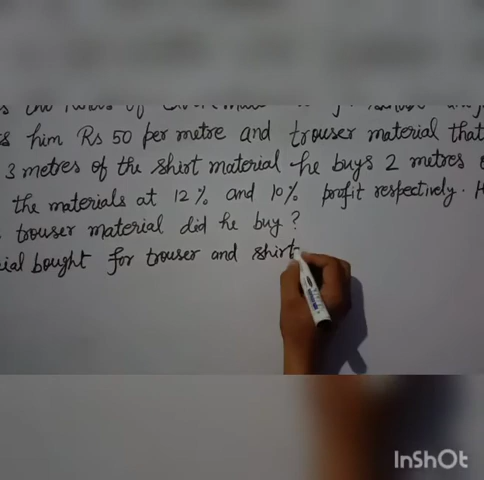 him Rs 50 per metre and trouser material that
3 metres of the shirt material he buys 2 metres
the materials at 12% and 10% profit respectively. H
trouser material did he buy?
ial bought for trouser and shirt
InShOt